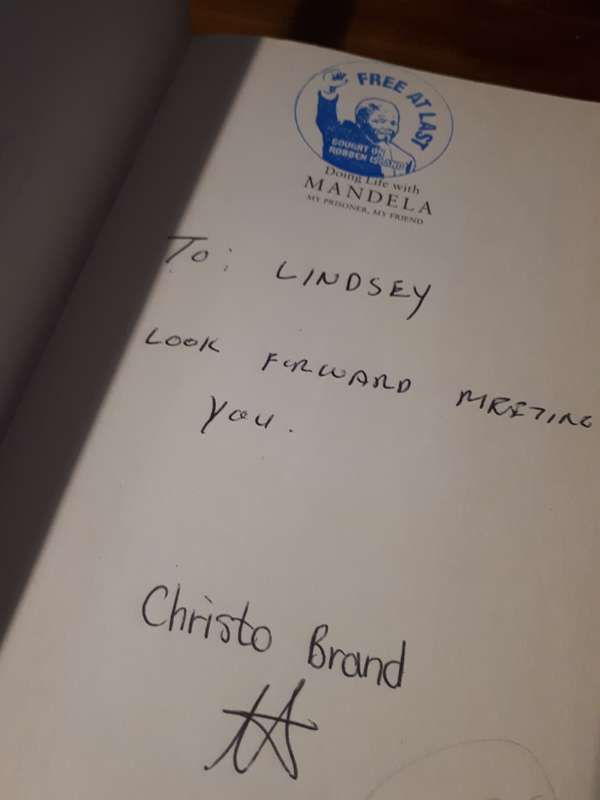 FREE AT LAST
BOUGHT ON
ROBBEN ISLAND
Doing Life with
MANDELA
MY PRISONER, MY FRIEND
To: LINDSEY
LOOK FORWARD MEETING
You.
Christo Brand